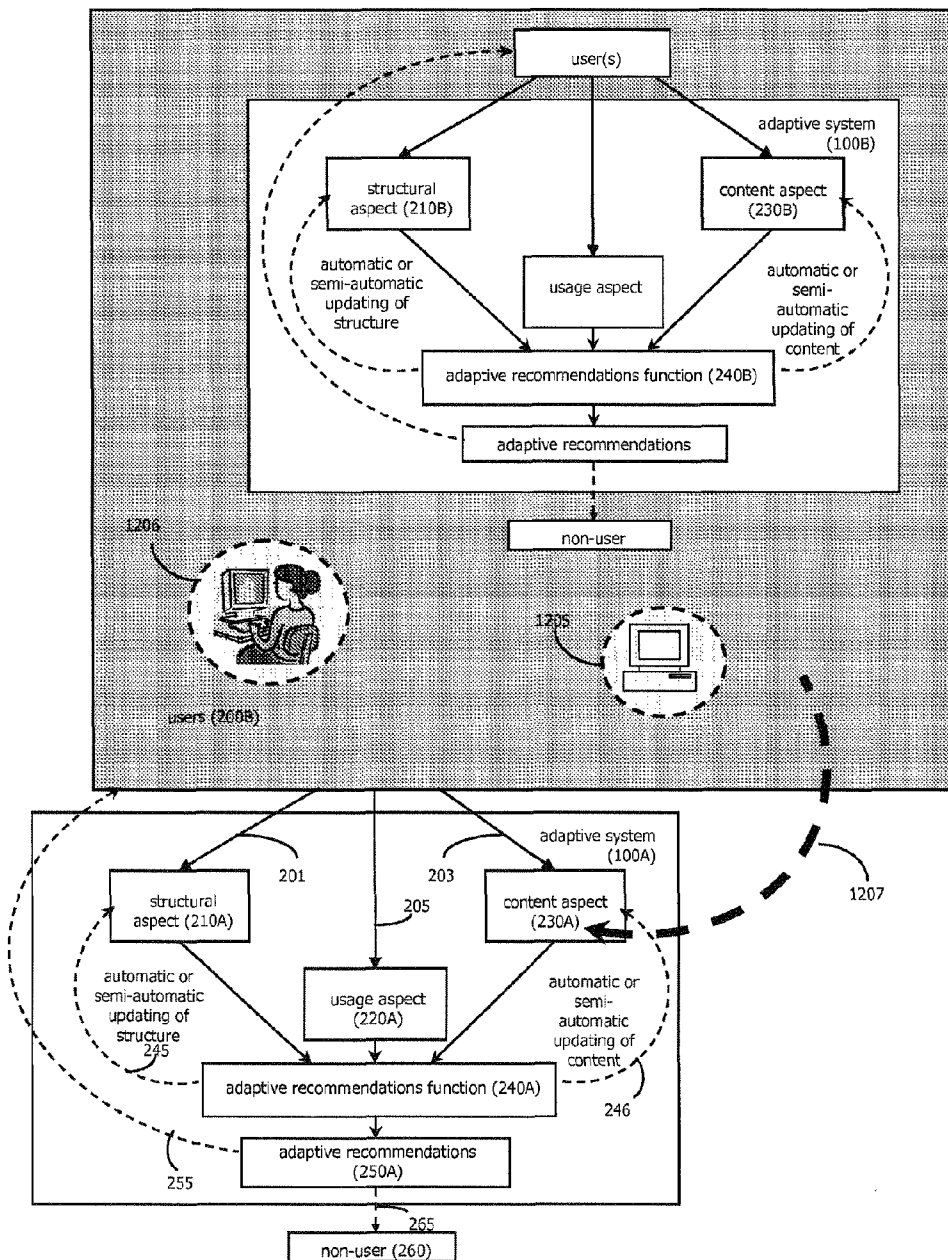 user(s)
adaptive system
(100B)
structural
aspect (210B)
content aspect
(230B)
automatic or
semi-automatic
updating of
structure
usage aspect
automatic or
semi-
automatic
updating of
content
adaptive recommendations function (240B)
adaptive recommendations
non-user
1206
1205
users (200B)
adaptive system
(100A)
201
203
1207
structural
aspect (210A)
205
content aspect
(230A)
automatic or
semi-automatic
updating of
structure
245
usage aspect
(220A)
automatic or
semi-
automatic
updating of
content
adaptive recommendations function (240A)
246
adaptive recommendations
(250A)
255
265
non-user (260)